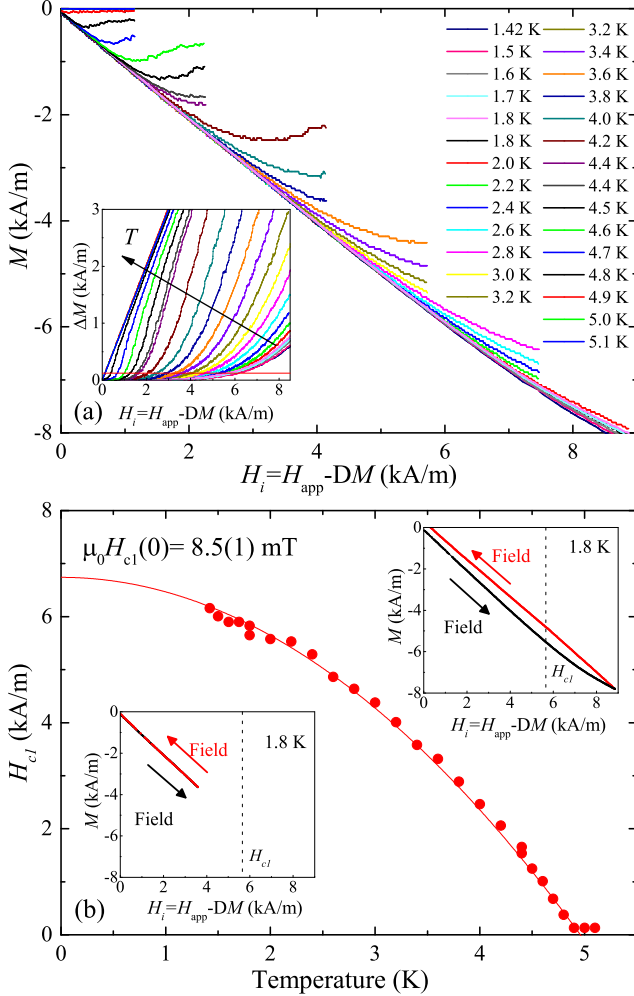 0
-2
-4
-6
-8
M (kA/m)
1.42 K
1.5 K
1.6 K
1.7 K
1.8 K
1.8 K
2.0 K
2.2 K
2.4 K
2.6 K
2.8 K
3.0 K
3.2 K
3.2 K
3.4 K
3.6 K
3.8 K
4.0 K
4.2 K
4.4 K
4.4 K
4.5 K
4.6 K
4.7 K
4.8 K
4.9 K
5.0 K
5.1 K
3
2
1
0
ΔM (kA/m)
T
0 2 4 6 8
Hi=Happ-DM (kA/m)
(a)
0 2 4 6 8
Hi=Happ-DM (kA/m)
8
6
4
2
0
Hc1 (kA/m)
μ0Hc1(0)= 8.5(1) mT
0
-2
-4
-6
-8
M (kA/m)
1.8 K
Field
Field
Hc1
0 2 4 6 8
Hi=Happ-DM (kA/m)
0
-2
-4
-6
-8
M (kA/m)
1.8 K
Field
Field
Hc1
0 2 4 6 8
Hi=Happ-DM (kA/m)
(b)
0 1 2 3 4 5
Temperature (K)